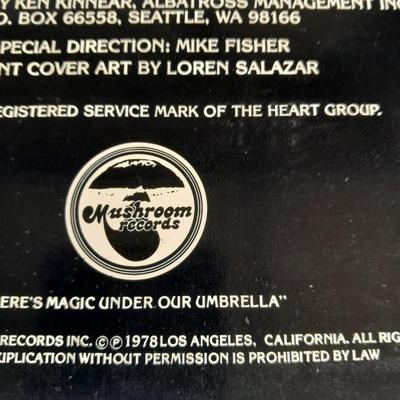 Y KEN KINNEAR, ALBATROSS MANAGEMENT INC
O. BOX 66558, SEATTLE, WA 98166
SPECIAL DIRECTION: MIKE FISHER
NT COVER ART BY LOREN SALAZAR
EGISTERED SERVICE MARK OF THE HEART GROUP.
Mushroom
records
ERE'S MAGIC UNDER OUR UMBRELLA"
RECORDS INC. ©℗ 1978 LOS ANGELES, CALIFORNIA. ALL RIG
UPLICATION WITHOUT PERMISSION IS PROHIBITED BY LAW